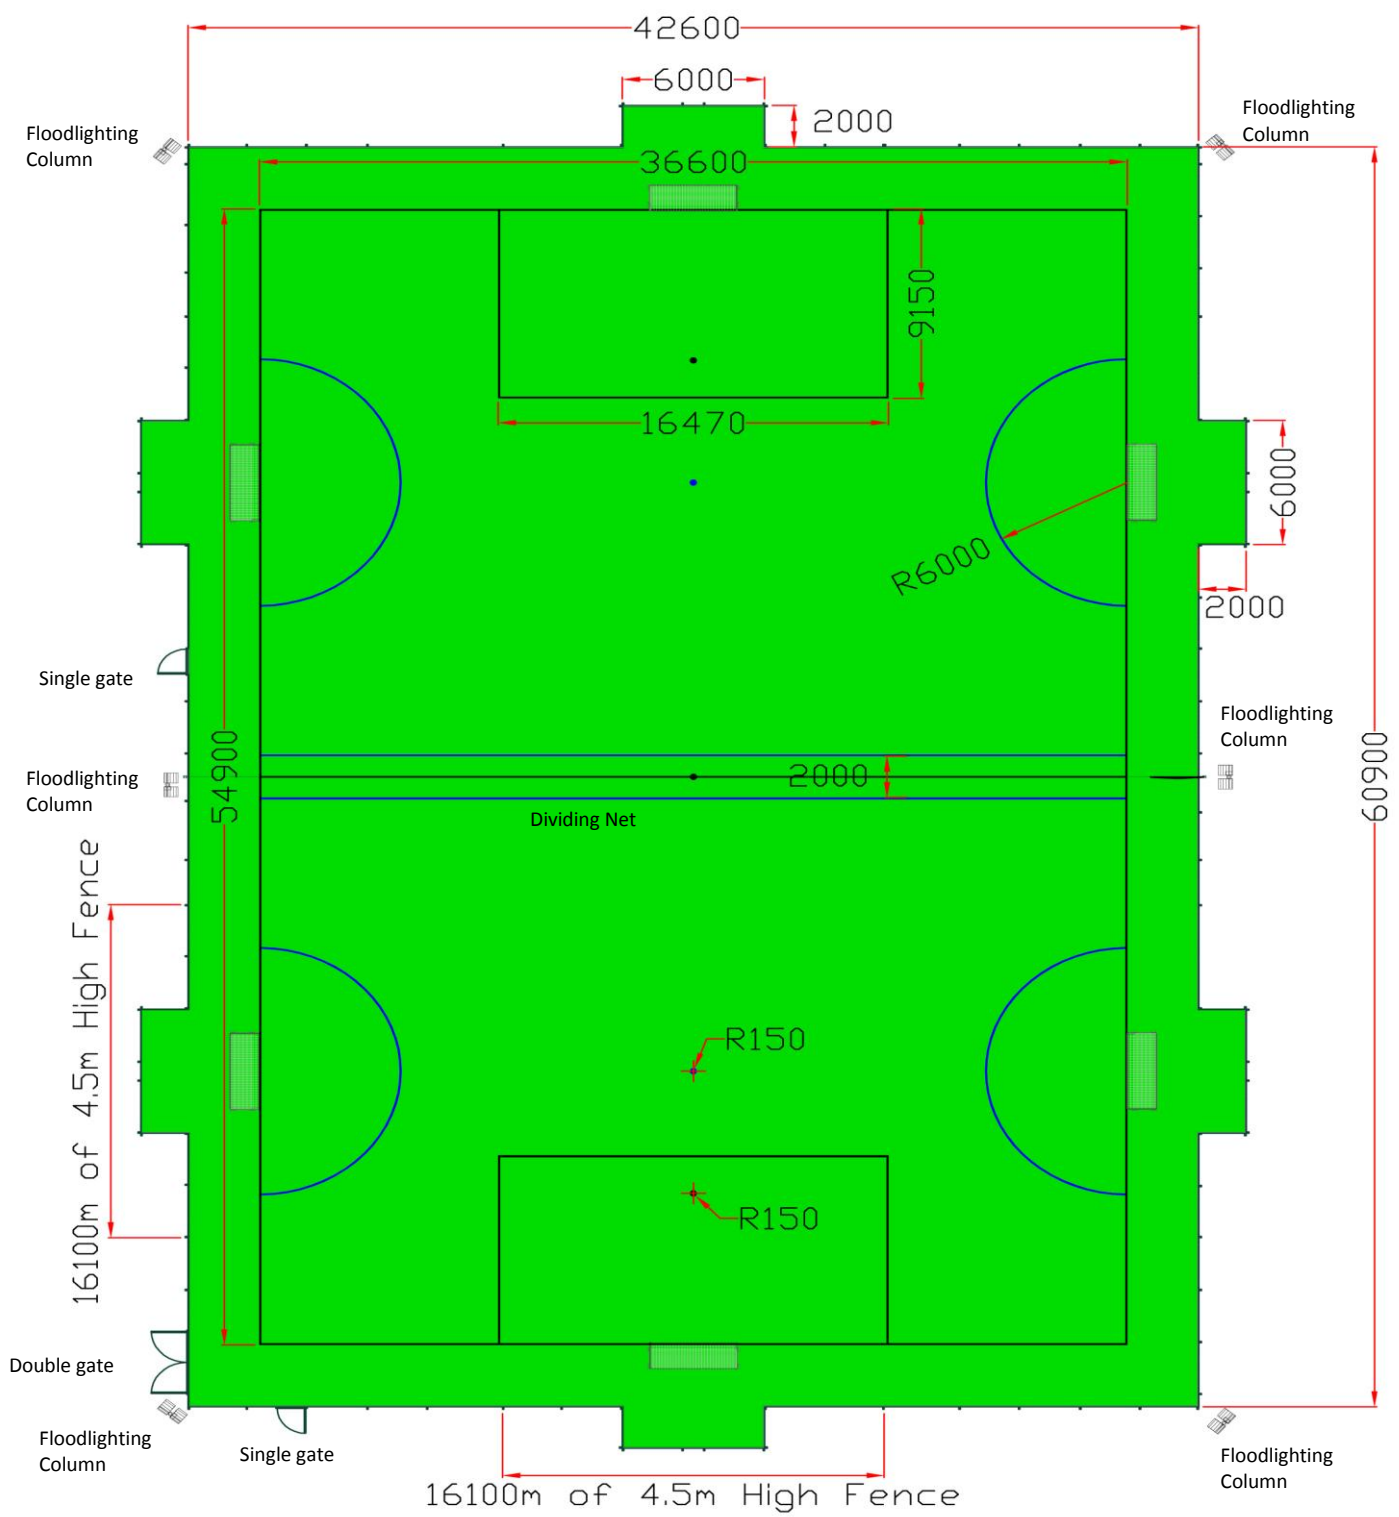 42600
6000
2000
Floodlighting
Column
Floodlighting
Column
36600
9150
16470
6000
R6000
2000
Single gate
Floodlighting
Column
54900
2000
Floodlighting
Column
60900
Dividing Net
16100m of 4.5m High Fence
R150
R150
Double gate
Floodlighting
Column
Single gate
Floodlighting
Column
16100m of 4.5m High Fence